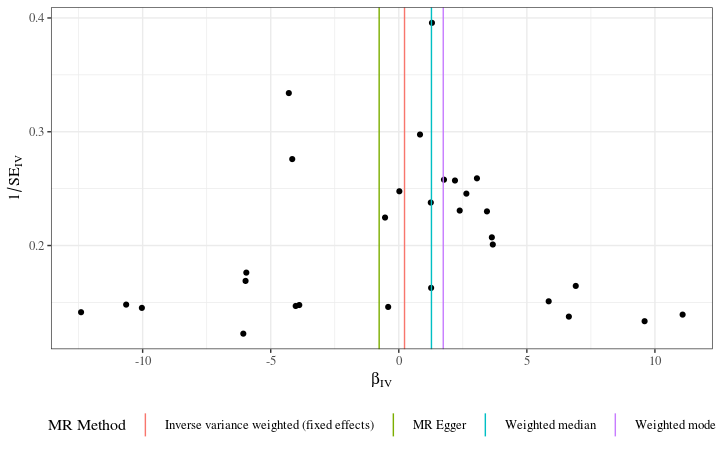 0.4
0.3
0.2
1/SE_IV
-10 -5 0 5 10
β_IV
MR Method Inverse variance weighted (fixed effects) MR Egger Weighted median Weighted mode